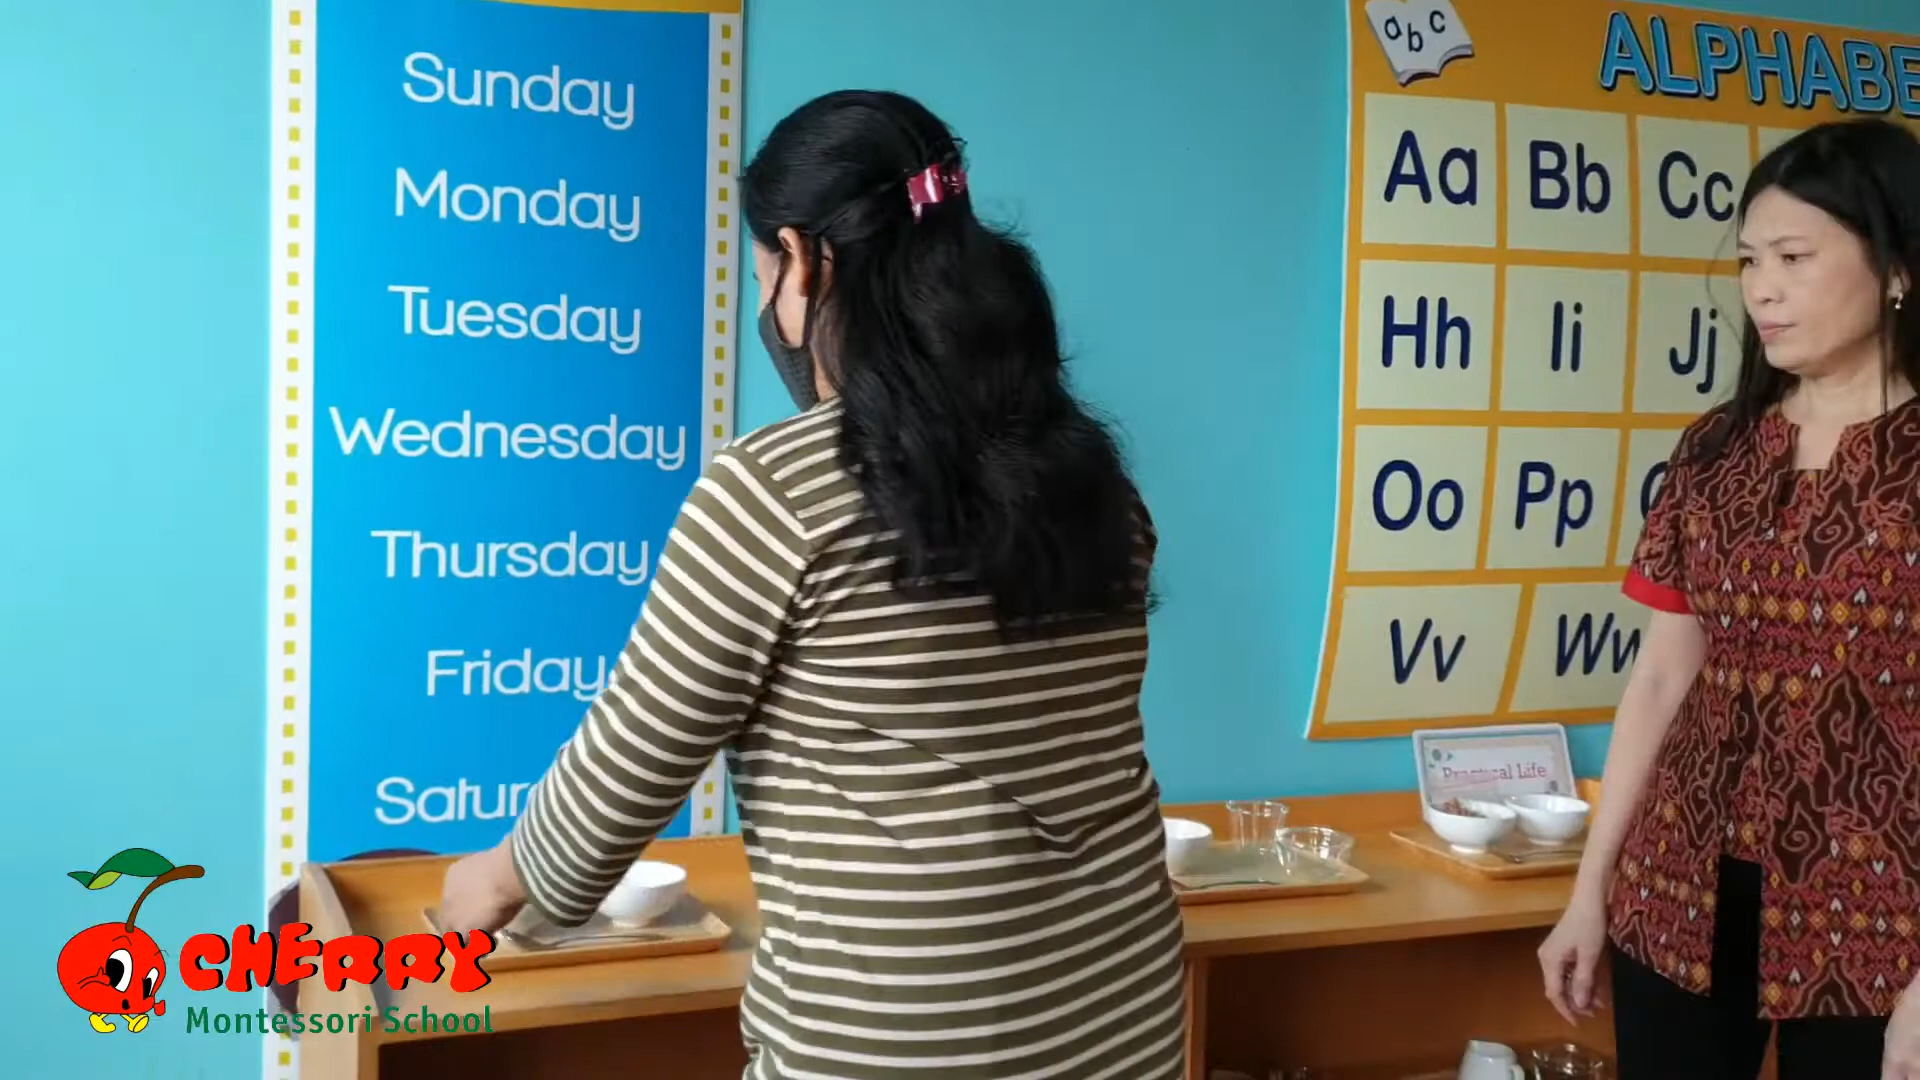 Sunday
Monday
Tuesday
Wednesday
Thursday
Friday
abc
ALPHABE
Aa Bb Cc
Hh Ii Jj
Oo Pp
Vv Ww
Practical Life
CHERRY
Montessori School